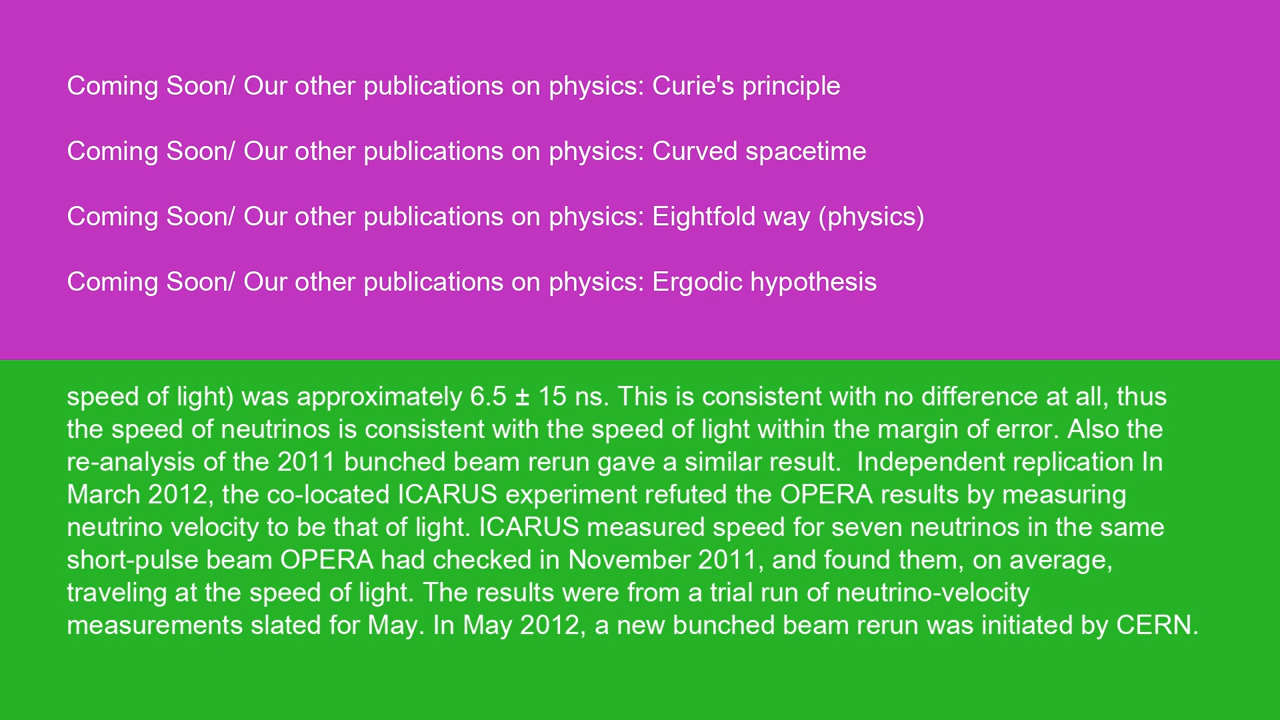 Coming Soon/ Our other publications on physics: Curie's principle
Coming Soon/ Our other publications on physics: Curved spacetime
Coming Soon/ Our other publications on physics: Eightfold way (physics)
Coming Soon/ Our other publications on physics: Ergodic hypothesis
speed of light) was approximately 6.5 ± 15 ns. This is consistent with no difference at all, thus
the speed of neutrinos is consistent with the speed of light within the margin of error. Also the
re-analysis of the 2011 bunched beam rerun gave a similar result.  Independent replication In
March 2012, the co-located ICARUS experiment refuted the OPERA results by measuring
neutrino velocity to be that of light. ICARUS measured speed for seven neutrinos in the same
short-pulse beam OPERA had checked in November 2011, and found them, on average,
traveling at the speed of light. The results were from a trial run of neutrino-velocity
measurements slated for May. In May 2012, a new bunched beam rerun was initiated by CERN.